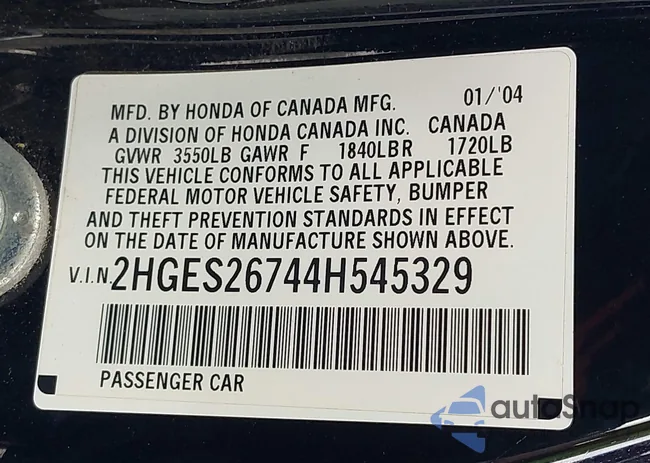 MFD. BY HONDA OF CANADA MFG. 01/'04
A DIVISION OF HONDA CANADA INC. CANADA
GVWR 3550LB GAWR F 1840LB R 1720LB
THIS VEHICLE CONFORMS TO ALL APPLICABLE
FEDERAL MOTOR VEHICLE SAFETY, BUMPER
AND THEFT PREVENTION STANDARDS IN EFFECT
ON THE DATE OF MANUFACTURE SHOWN ABOVE.
V.I.N. 2HGES26744H545329
PASSENGER CAR
autoSnap